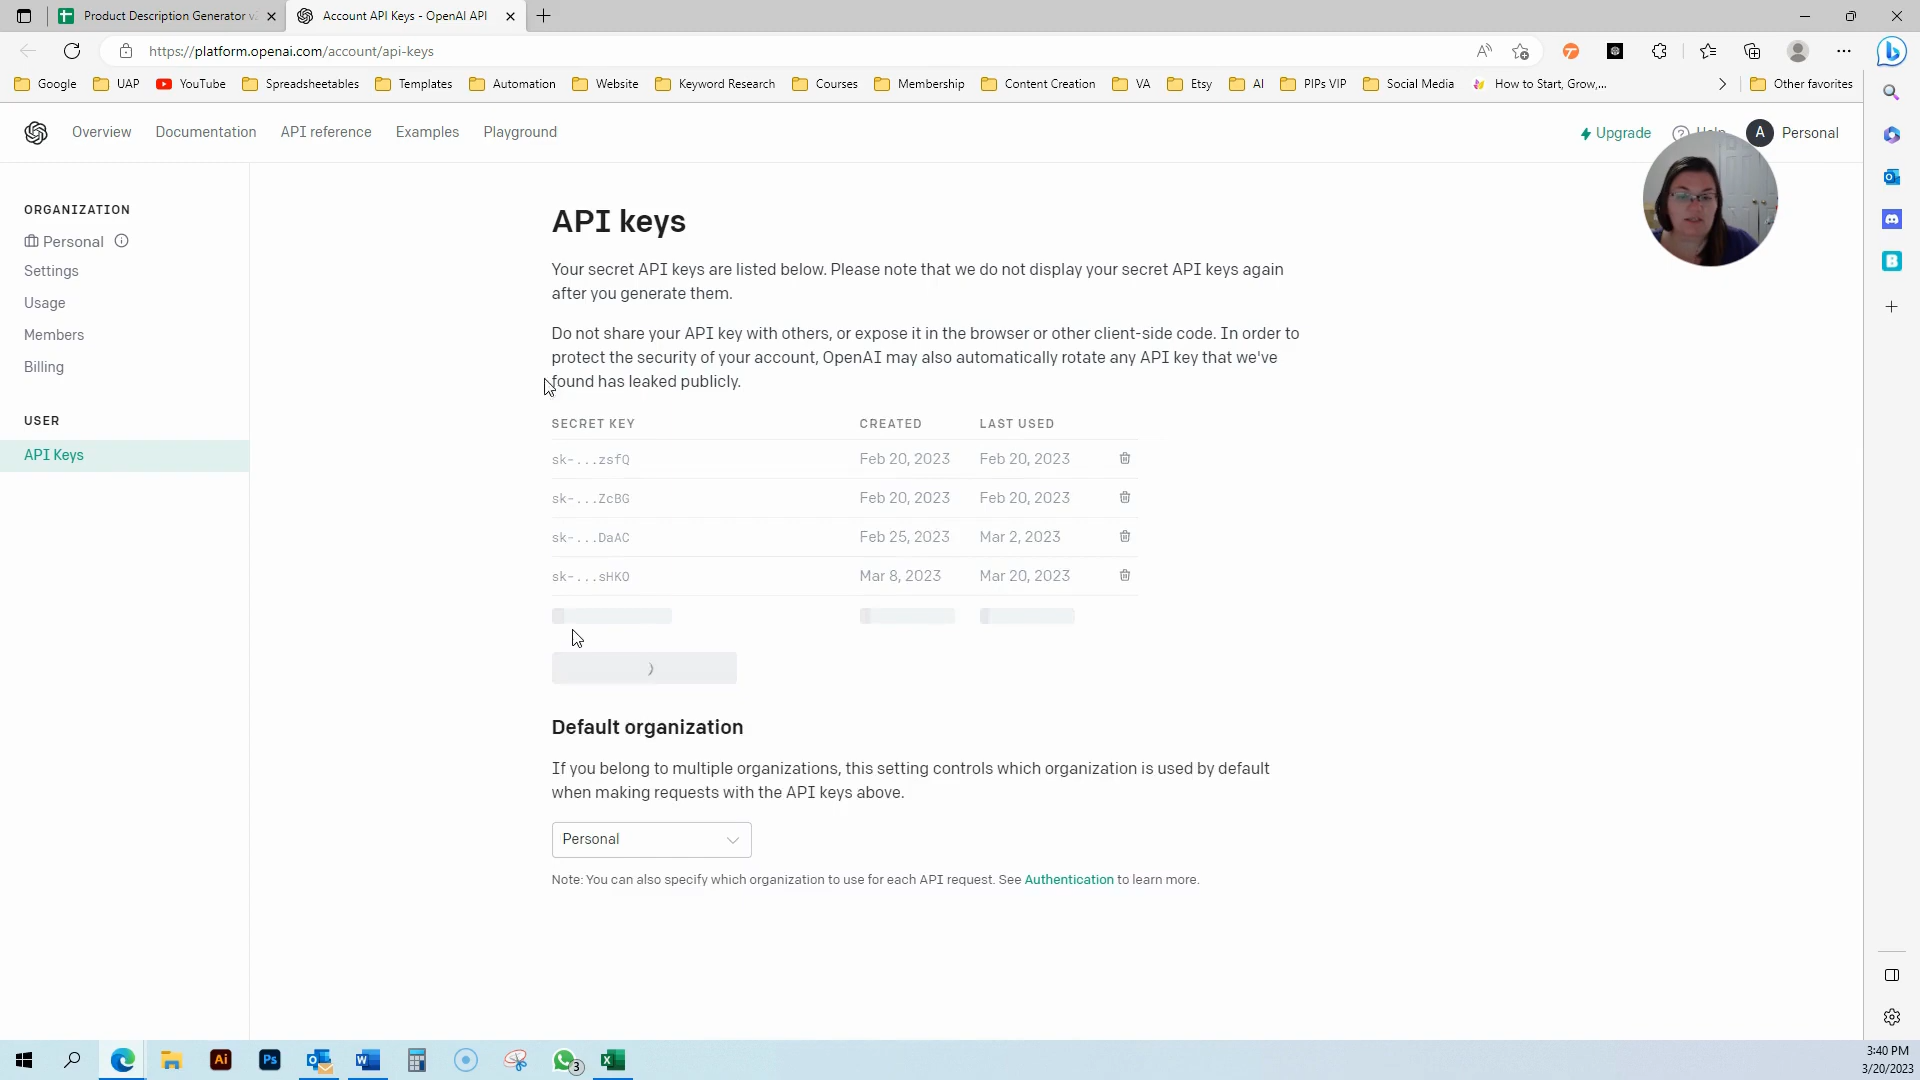 Product Description Generator v.
Account API Keys - OpenAI API
https://platform.openai.com/account/api-keys
Google
UAP
YouTube
Spreadsheetables
Templates
Automation
Website
Keyword Research
Courses
Membership
Content Creation
VA
Etsy
AI
PIPs VIP
Social Media
How to Start, Grow,...
Other favorites
Overview
Documentation
API reference
Examples
Playground
Upgrade
A
Personal
ORGANIZATION
Personal
Settings
Usage
Members
Billing
USER
API Keys
API keys
Your secret API keys are listed below. Please note that we do not display your secret API keys again
after you generate them.
Do not share your API key with others, or expose it in the browser or other client-side code. In order to
protect the security of your account, OpenAI may also automatically rotate any API key that we've
found has leaked publicly.
SECRET KEY CREATED LAST USED
sk-...zsfQ Feb 20, 2023 Feb 20, 2023
sk-...ZcBG Feb 20, 2023 Feb 20, 2023
sk-...DaAC Feb 25, 2023 Mar 2, 2023
sk-...sHKO Mar 8, 2023 Mar 20, 2023
Default organization
If you belong to multiple organizations, this setting controls which organization is used by default
when making requests with the API keys above.
Personal
Note: You can also specify which organization to use for each API request. See Authentication to learn more.
Ai
Ps
3
3:40 PM
3/20/2023